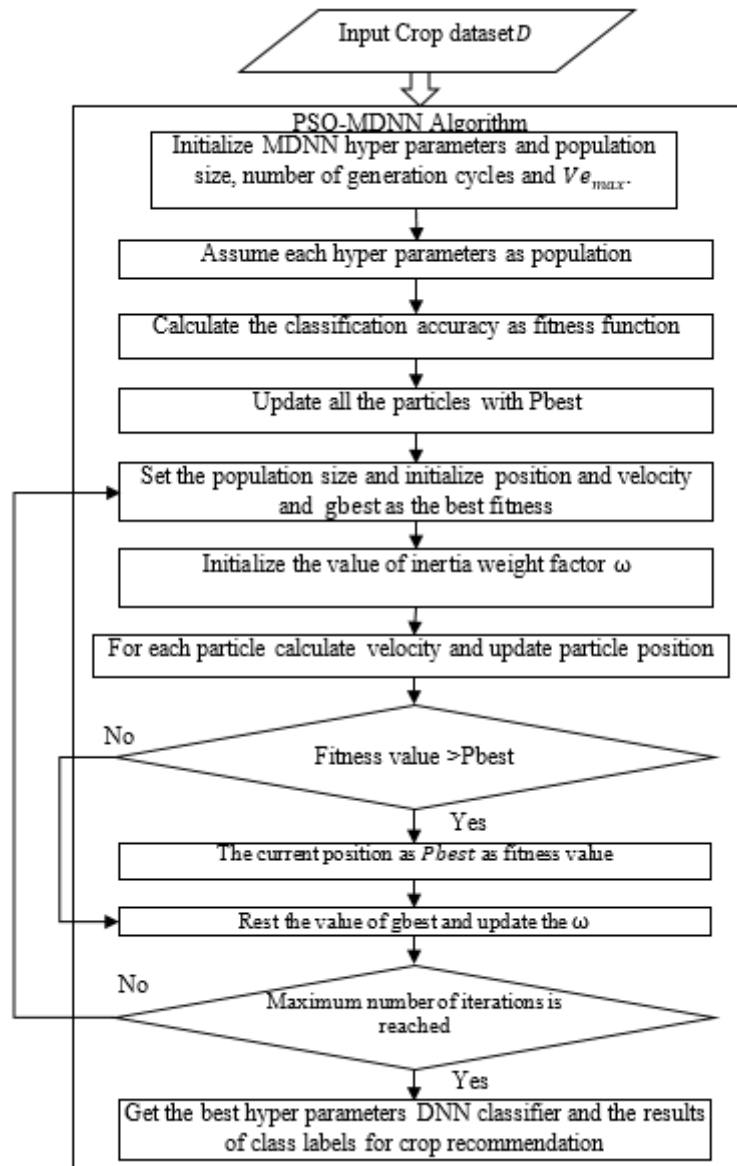 Input Crop dataset D
PSO-MDNN Algorithm
Initialize MDNN hyper parameters and population
size, number of generation cycles and Ve_max.
Assume each hyper parameters as population
Calculate the classification accuracy as fitness function
Update all the particles with Pbest
Set the population size and initialize position and velocity
and gbest as the best fitness
Initialize the value of inertia weight factor ω
For each particle calculate velocity and update particle position
No
Fitness value >Pbest
Yes
The current position as Pbest as fitness value
Rest the value of gbest and update the ω
No
Maximum number of iterations is
reached
Yes
Get the best hyper parameters DNN classifier and the results
of class labels for crop recommendation